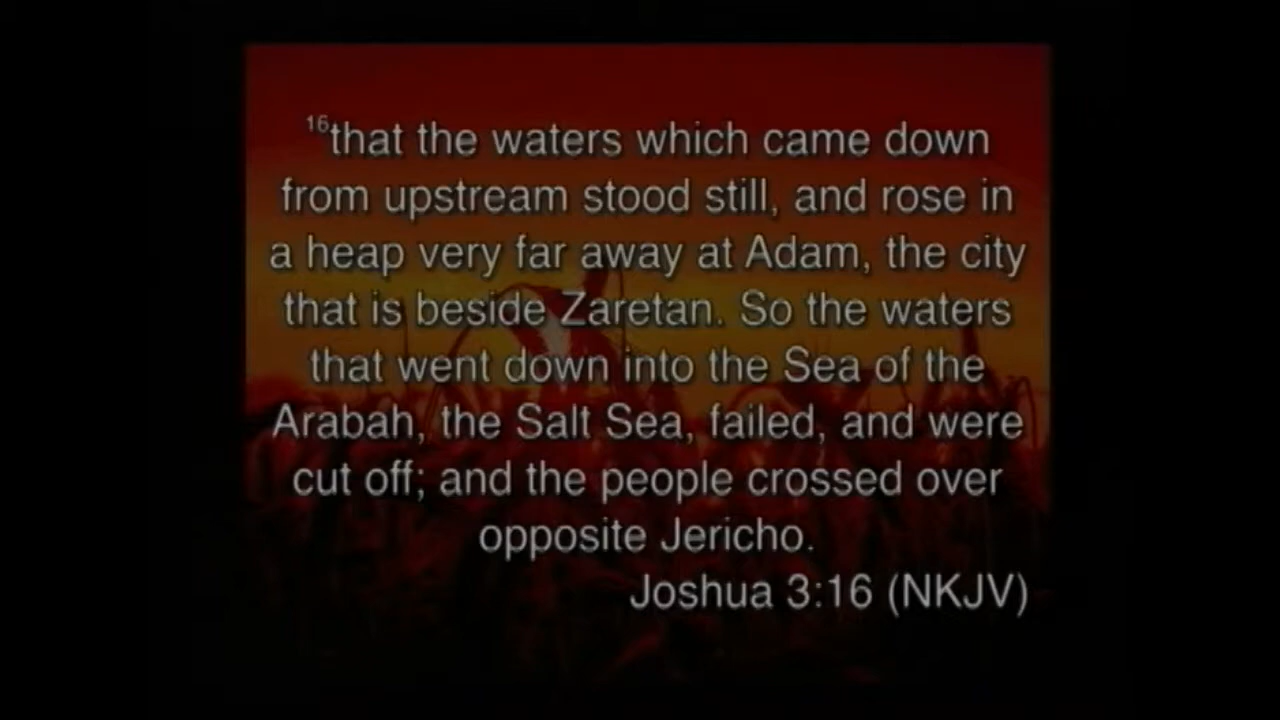 16that the waters which came down
from upstream stood still, and rose in
a heap very far away at Adam, the city
that is beside Zaretan. So the waters
that went down into the Sea of the
Arabah, the Salt Sea, failed, and were
cut off; and the people crossed over
opposite Jericho.
Joshua 3:16 (NKJV)